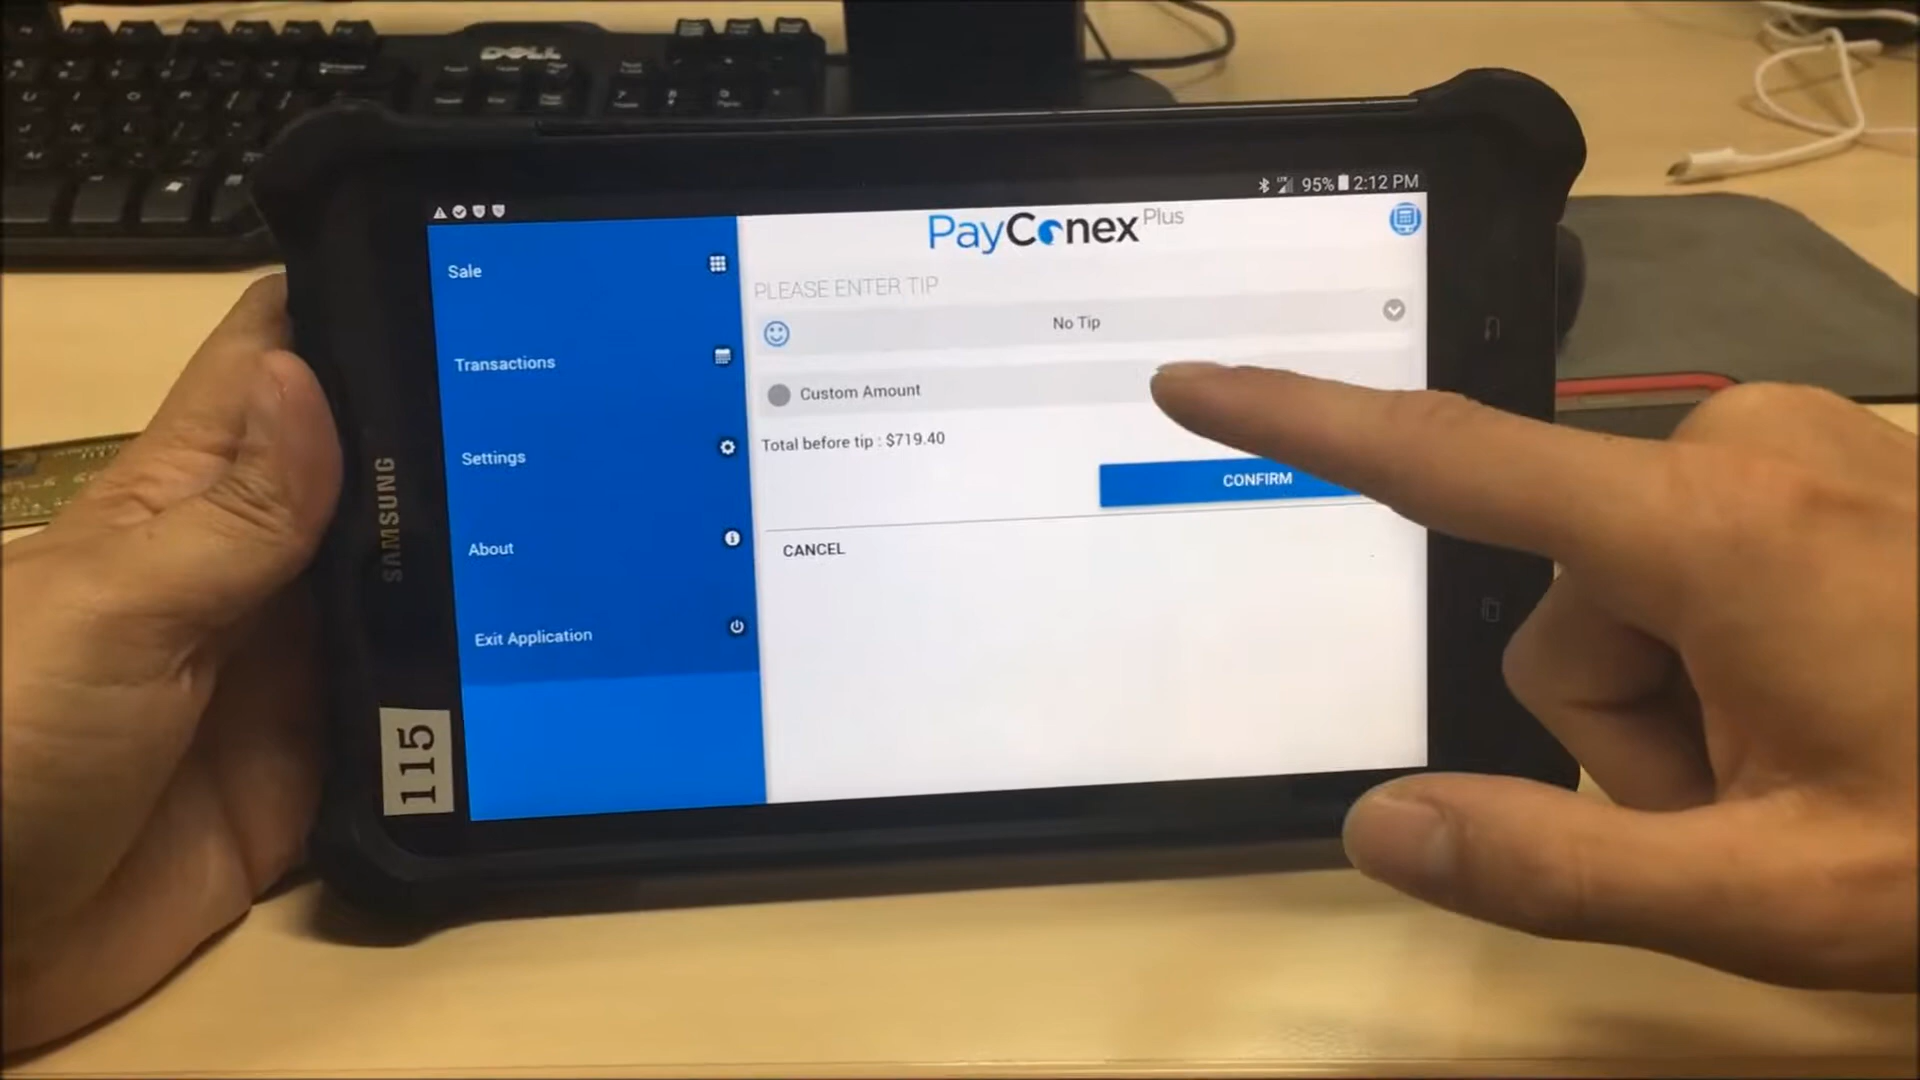 DELL
95% 2:12 PM
PayConex Plus
Sale
Transactions
Settings
About
Exit Application
PLEASE ENTER TIP
No Tip
Custom Amount
Total before tip : $719.40
CONFIRM
CANCEL
SAMSUNG
115